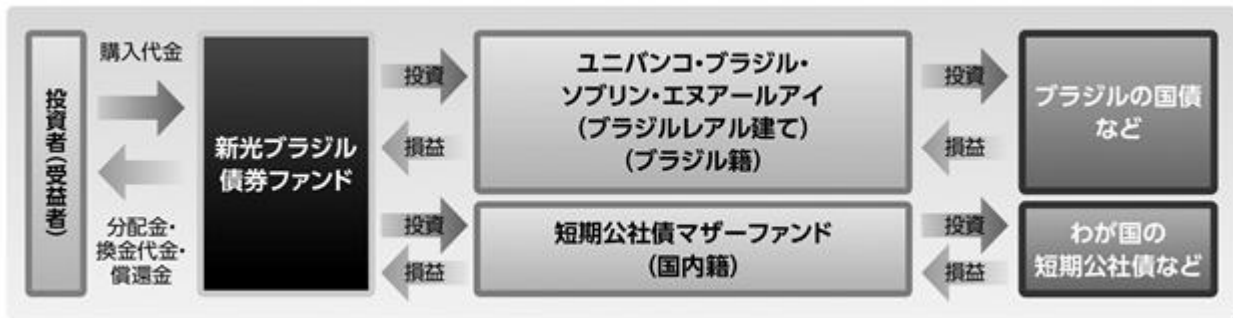 投資者(受益者)
購入代金
分配金・
換金代金・
償還金
新光ブラジル
債券ファンド
投資
損益
投資
損益
ユニバンコ・ブラジル・
ソブリン・エヌアールアイ
(ブラジルレアル建て)
(ブラジル籍)
短期公社債マザーファンド
(国内籍)
投資
損益
投資
損益
ブラジルの国債
など
わが国の
短期公社債など